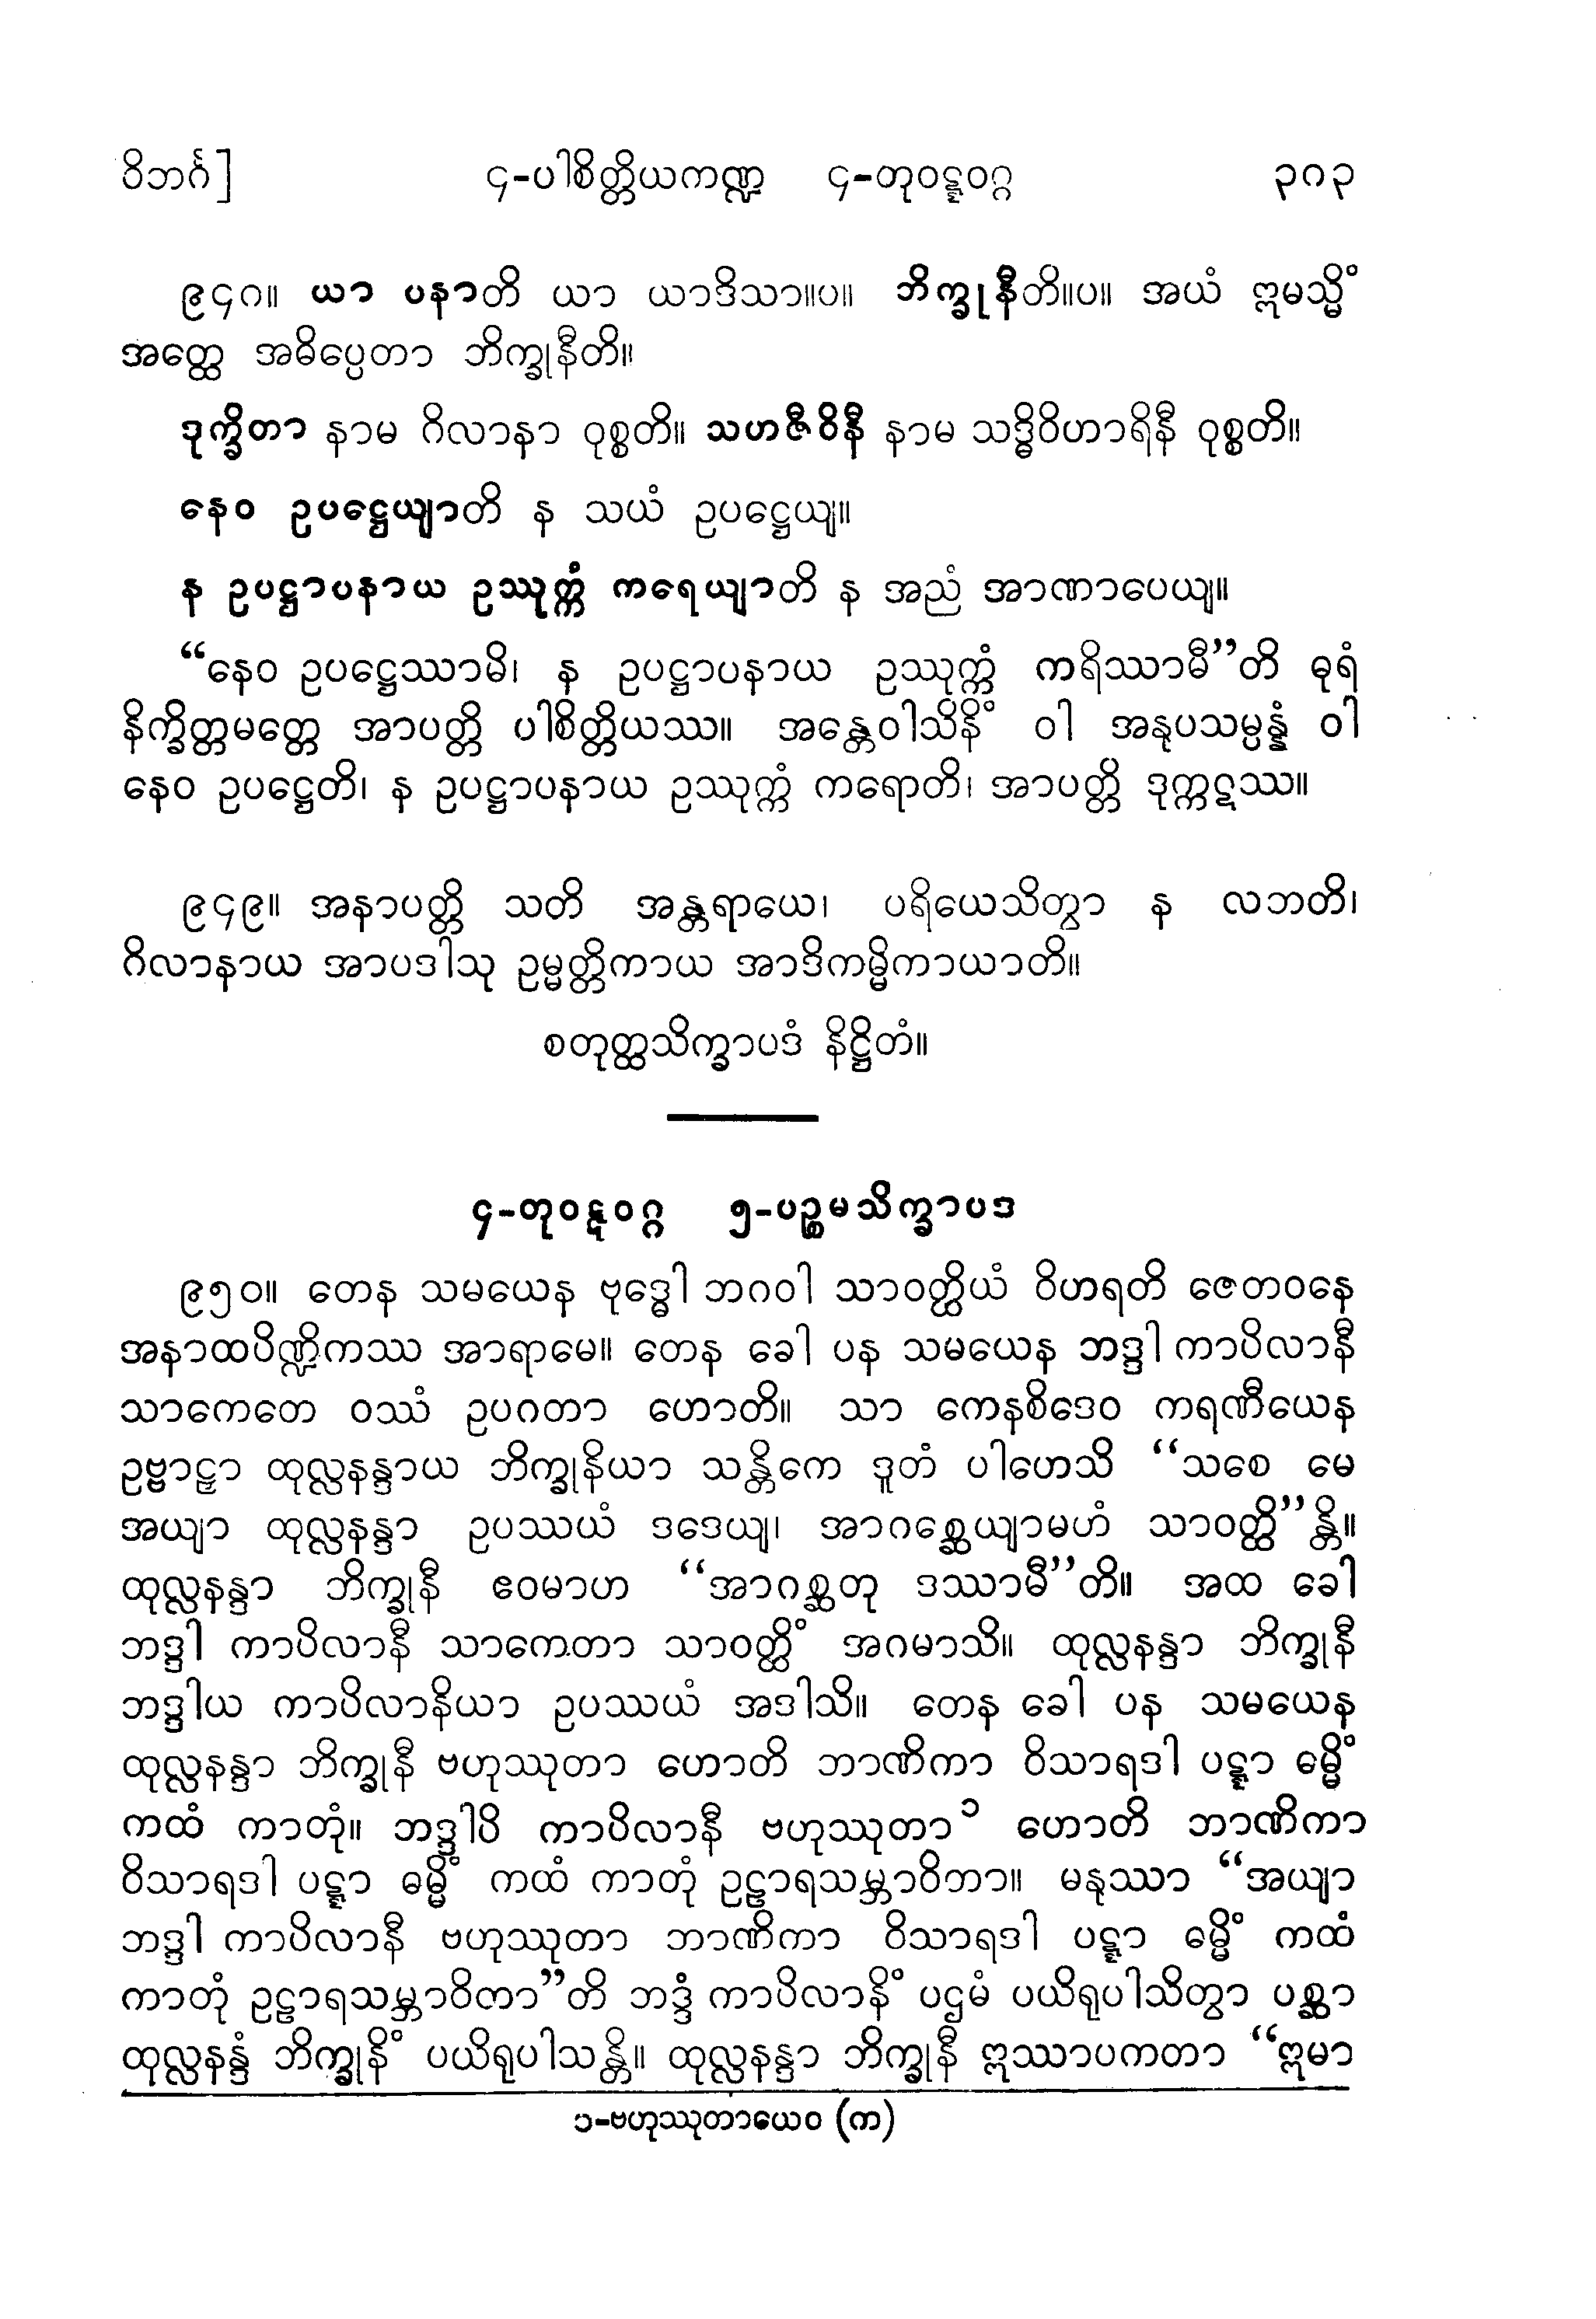 ဝိဘင်္ဂ] ၄-ပါစိတ္တိယကဏ္ဍ ၄-တုဝဋ္ဋဝဂ္ဂ ၃၁၃
၉၄၈။ ယာ ပနာတိ ယာ ယာဒိသာ။ပ။ ဘိက္ခုနီတိ။ပ။ အယံ ဣမသ္မိံ
အတ္ထေ အဓိပ္ပေတာ ဘိက္ခုနီတိ။
ဒုက္ခိတာ နာမ ဂိလာနာ ဝုစ္စတိ။ သဟဇီဝိနီ နာမ သဒ္ဓိဝိဟာရိနီ ဝုစ္စတိ။
နေဝ ဥပဋ္ဌေယျာတိ န သယံ ဥပဋ္ဌေယျ။
န ဥပဋ္ဌာပနာယ ဥဿုက္ကံ ကရေယျာတိ န အညံ အာဏာပေယျ။
“နေဝ ဥပဋ္ဌေဿာမိ၊ န ဥပဋ္ဌာပနာယ ဥဿုက္ကံ ကရိဿာမီ”တိ ဓုရံ
နိက္ခိတ္တမတ္တေ အာပတ္တိ ပါစိတ္တိယဿ။ အန္တေဝါသိနိံ ဝါ အနုပသမ္ပန္နံ ဝါ
နေဝ ဥပဋ္ဌေတိ၊ န ဥပဋ္ဌာပနာယ ဥဿုက္ကံ ကရောတိ၊ အာပတ္တိ ဒုက္ကဋဿ။
၉၄၉။ အနာပတ္တိ သတိ အန္တရာယေ၊ ပရိယေသိတွာ န လဘတိ၊
ဂိလာနာယ အာပဒါသု ဥမ္မတ္တိကာယ အာဒိကမ္မိကာယာတိ။
စတုတ္ထသိက္ခာပဒံ နိဋ္ဌိတံ။
၄-တုဝဋ္ဋဝဂ္ဂ ၅-ပဉ္စမသိက္ခာပဒ
၉၅၀။ တေန သမယေန ဗုဒ္ဓေါ ဘဂဝါ သာဝတ္ထိယံ ဝိဟရတိ ဇေတဝနေ
အနာထပိဏ္ဍိကဿ အာရာမေ။ တေန ခေါ ပန သမယေန ဘဒ္ဒါ ကာပိလာနီ
သာကေတေ ဝဿံ ဥပဂတာ ဟောတိ။ သာ ကေနစိဒေဝ ကရဏီယေန
ဥဗ္ဗာဠှာ ထုလ္လနန္ဒာယ ဘိက္ခုနိယာ သန္တိကေ ဒူတံ ပါဟေသိ “သစေ မေ
အယျာ ထုလ္လနန္ဒာ ဥပဿယံ ဒဒေယျ၊ အာဂစ္ဆေယျာမဟံ သာဝတ္ထိ”န္တိ။
ထုလ္လနန္ဒာ ဘိက္ခုနီ ဧဝမာဟ “အာဂစ္ဆတု ဒဿာမီ”တိ။ အထ ခေါ
ဘဒ္ဒါ ကာပိလာနီ သာကေတာ သာဝတ္ထိံ အဂမာသိ။ ထုလ္လနန္ဒာ ဘိက္ခုနီ
ဘဒ္ဒါယ ကာပိလာနိယာ ဥပဿယံ အဒါသိ။ တေန ခေါ ပန သမယေန
ထုလ္လနန္ဒာ ဘိက္ခုနီ ဗဟုဿုတာ ဟောတိ ဘာဏိကာ ဝိသာရဒါ ပဋ္ဋာ ဓမ္မိံ
ကထံ ကာတုံ။ ဘဒ္ဒါပိ ကာပိလာနီ ဗဟုဿုတာ၁ ဟောတိ ဘာဏိကာ
ဝိသာရဒါ ပဋ္ဋာ ဓမ္မိံ ကထံ ကာတုံ ဥဠာရသမ္ဘာဝိတာ။ မနုဿာ “အယျာ
ဘဒ္ဒါ ကာပိလာနီ ဗဟုဿုတာ ဘာဏိကာ ဝိသာရဒါ ပဋ္ဋာ ဓမ္မိံ ကထံ
ကာတုံ ဥဠာရသမ္ဘာဝိတာ”တိ ဘဒ္ဒံ ကာပိလာနိံ ပဌမံ ပယိရုပါသိတွာ ပစ္ဆာ
ထုလ္လနန္ဒံ ဘိက္ခုနိံ ပယိရုပါသန္တိ။ ထုလ္လနန္ဒာ ဘိက္ခုနီ ဣဿာပကတာ “ဣမာ
၁-ဗဟုဿုတာယေဝ (က)